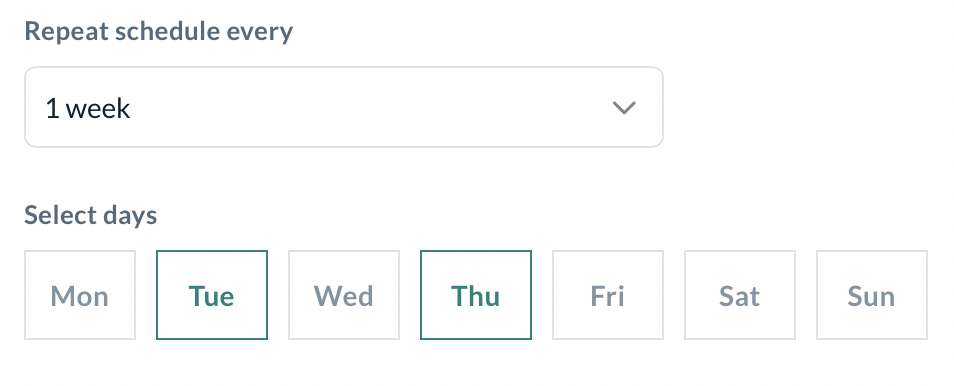 Repeat schedule every
1 week
Select days
Mon Tue Wed Thu Fri Sat Sun